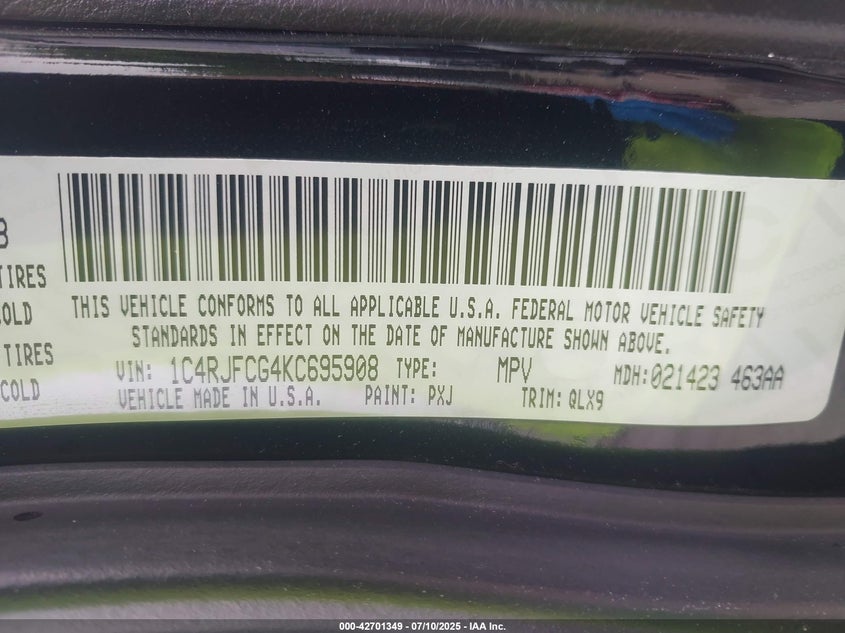 TIRES
OLD
TIRES
COLD
THIS VEHICLE CONFORMS TO ALL APPLICABLE U.S.A. FEDERAL MOTOR VEHICLE SAFETY
STANDARDS IN EFFECT ON THE DATE OF MANUFACTURE SHOWN ABOVE.
VIN: 1C4RJFCG4KC695908 TYPE: MPV MDH:021423 463AA
VEHICLE MADE IN U.S.A. PAINT: PXJ TRIM: QLX9
000-42701349 - 07/10/2025 - IAA Inc.